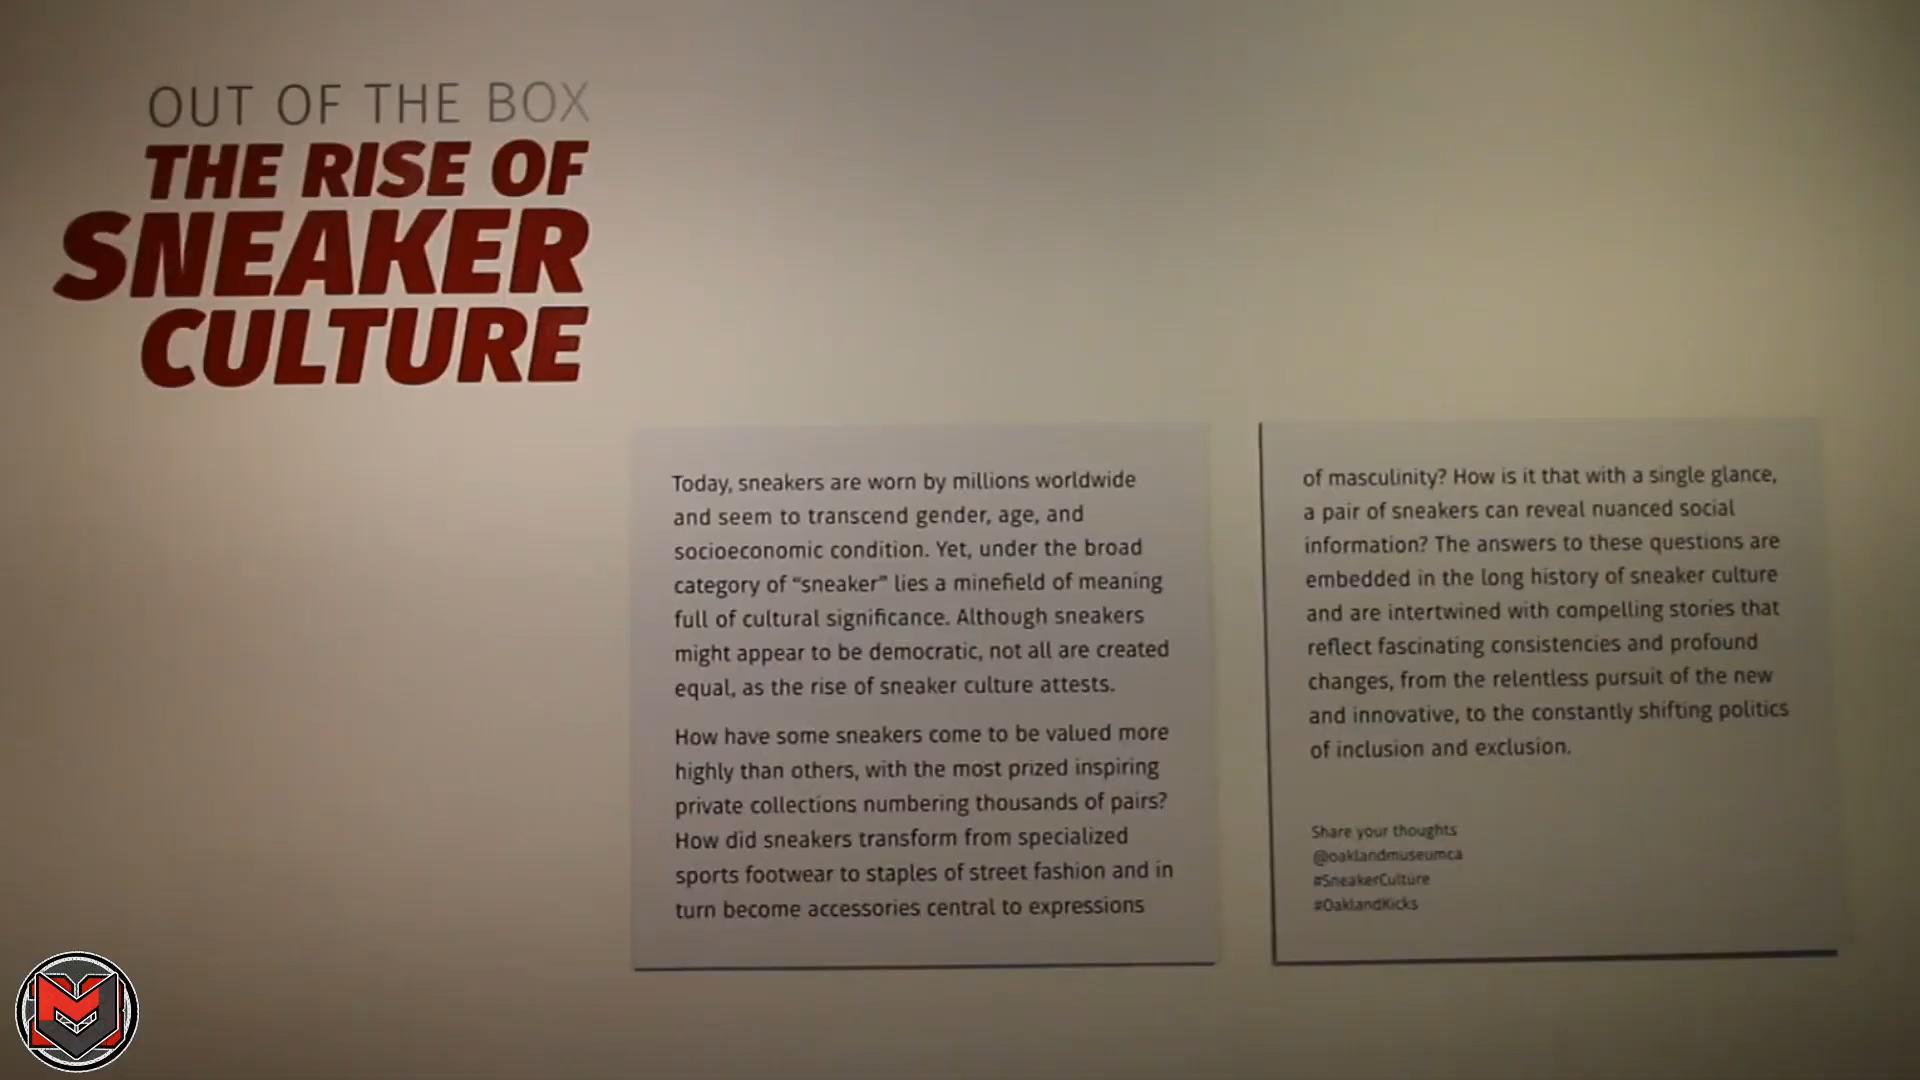 OUT OF THE BOX
THE RISE OF
SNEAKER
CULTURE
Today, sneakers are worn by millions worldwide
and seem to transcend gender, age, and
socioeconomic condition. Yet, under the broad
category of “sneaker” lies a minefield of meaning
full of cultural significance. Although sneakers
might appear to be democratic, not all are created
equal, as the rise of sneaker culture attests.
How have some sneakers come to be valued more
highly than others, with the most prized inspiring
private collections numbering thousands of pairs?
How did sneakers transform from specialized
sports footwear to staples of street fashion and in
turn become accessories central to expressions
of masculinity? How is it that with a single glance,
a pair of sneakers can reveal nuanced social
information? The answers to these questions are
embedded in the long history of sneaker culture
and are intertwined with compelling stories that
reflect fascinating consistencies and profound
changes, from the relentless pursuit of the new
and innovative, to the constantly shifting politics
of inclusion and exclusion.
Share your thoughts
@oaklandmuseumca
#SneakerCulture
#OaklandKicks